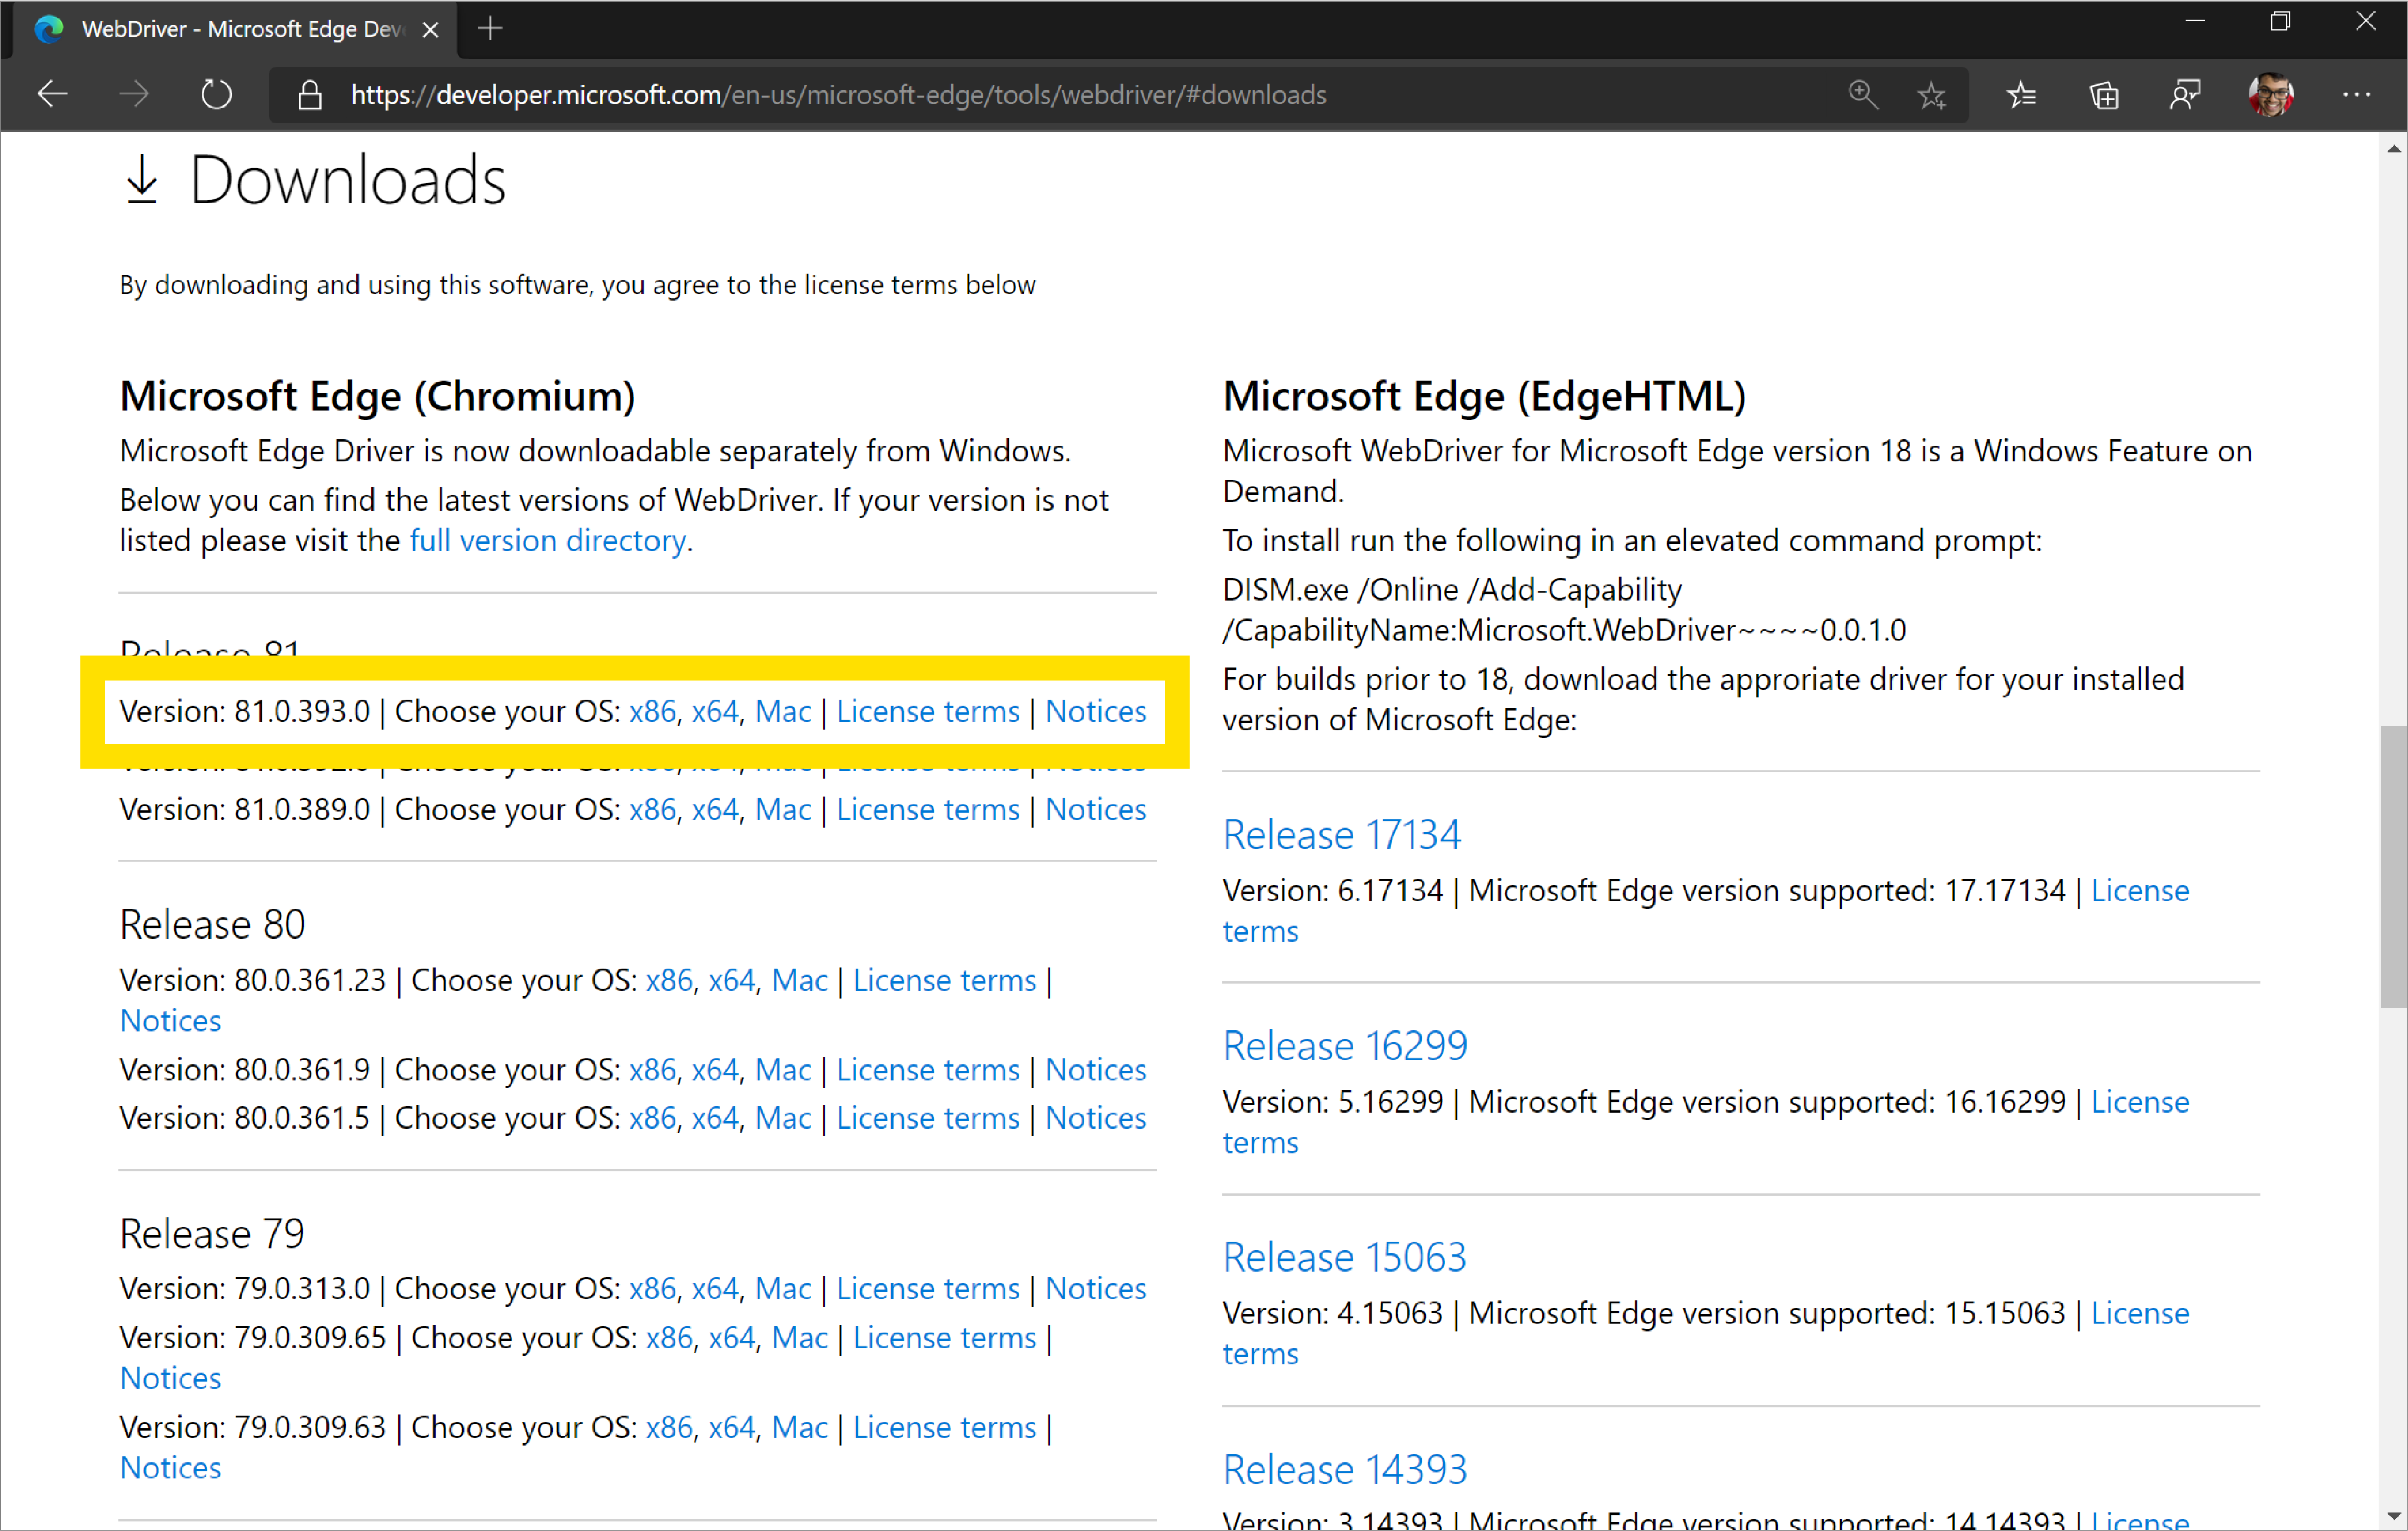 WebDriver - Microsoft Edge Dev
https://developer.microsoft.com/en-us/microsoft-edge/tools/webdriver/#downloads
Downloads
By downloading and using this software, you agree to the license terms below
Microsoft Edge (Chromium)
Microsoft Edge Driver is now downloadable separately from Windows.
Below you can find the latest versions of WebDriver. If your version is not
listed please visit the full version directory.
Release 81
Version: 81.0.393.0 | Choose your OS: x86, x64, Mac | License terms | Notices
Version: 81.0.392.0 | Choose your OS: x86, x64, Mac | License terms | Notices
Version: 81.0.389.0 | Choose your OS: x86, x64, Mac | License terms | Notices
Release 80
Version: 80.0.361.23 | Choose your OS: x86, x64, Mac | License terms |
Notices
Version: 80.0.361.9 | Choose your OS: x86, x64, Mac | License terms | Notices
Version: 80.0.361.5 | Choose your OS: x86, x64, Mac | License terms | Notices
Release 79
Version: 79.0.313.0 | Choose your OS: x86, x64, Mac | License terms | Notices
Version: 79.0.309.65 | Choose your OS: x86, x64, Mac | License terms |
Notices
Version: 79.0.309.63 | Choose your OS: x86, x64, Mac | License terms |
Notices
Microsoft Edge (EdgeHTML)
Microsoft WebDriver for Microsoft Edge version 18 is a Windows Feature on
Demand.
To install run the following in an elevated command prompt:
DISM.exe /Online /Add-Capability
/CapabilityName:Microsoft.WebDriver~~~~0.0.1.0
For builds prior to 18, download the approriate driver for your installed
version of Microsoft Edge:
Release 17134
Version: 6.17134 | Microsoft Edge version supported: 17.17134 | License
terms
Release 16299
Version: 5.16299 | Microsoft Edge version supported: 16.16299 | License
terms
Release 15063
Version: 4.15063 | Microsoft Edge version supported: 15.15063 | License
terms
Release 14393
Version: 3.14393 | Microsoft Edge version supported: 14.14393 | License